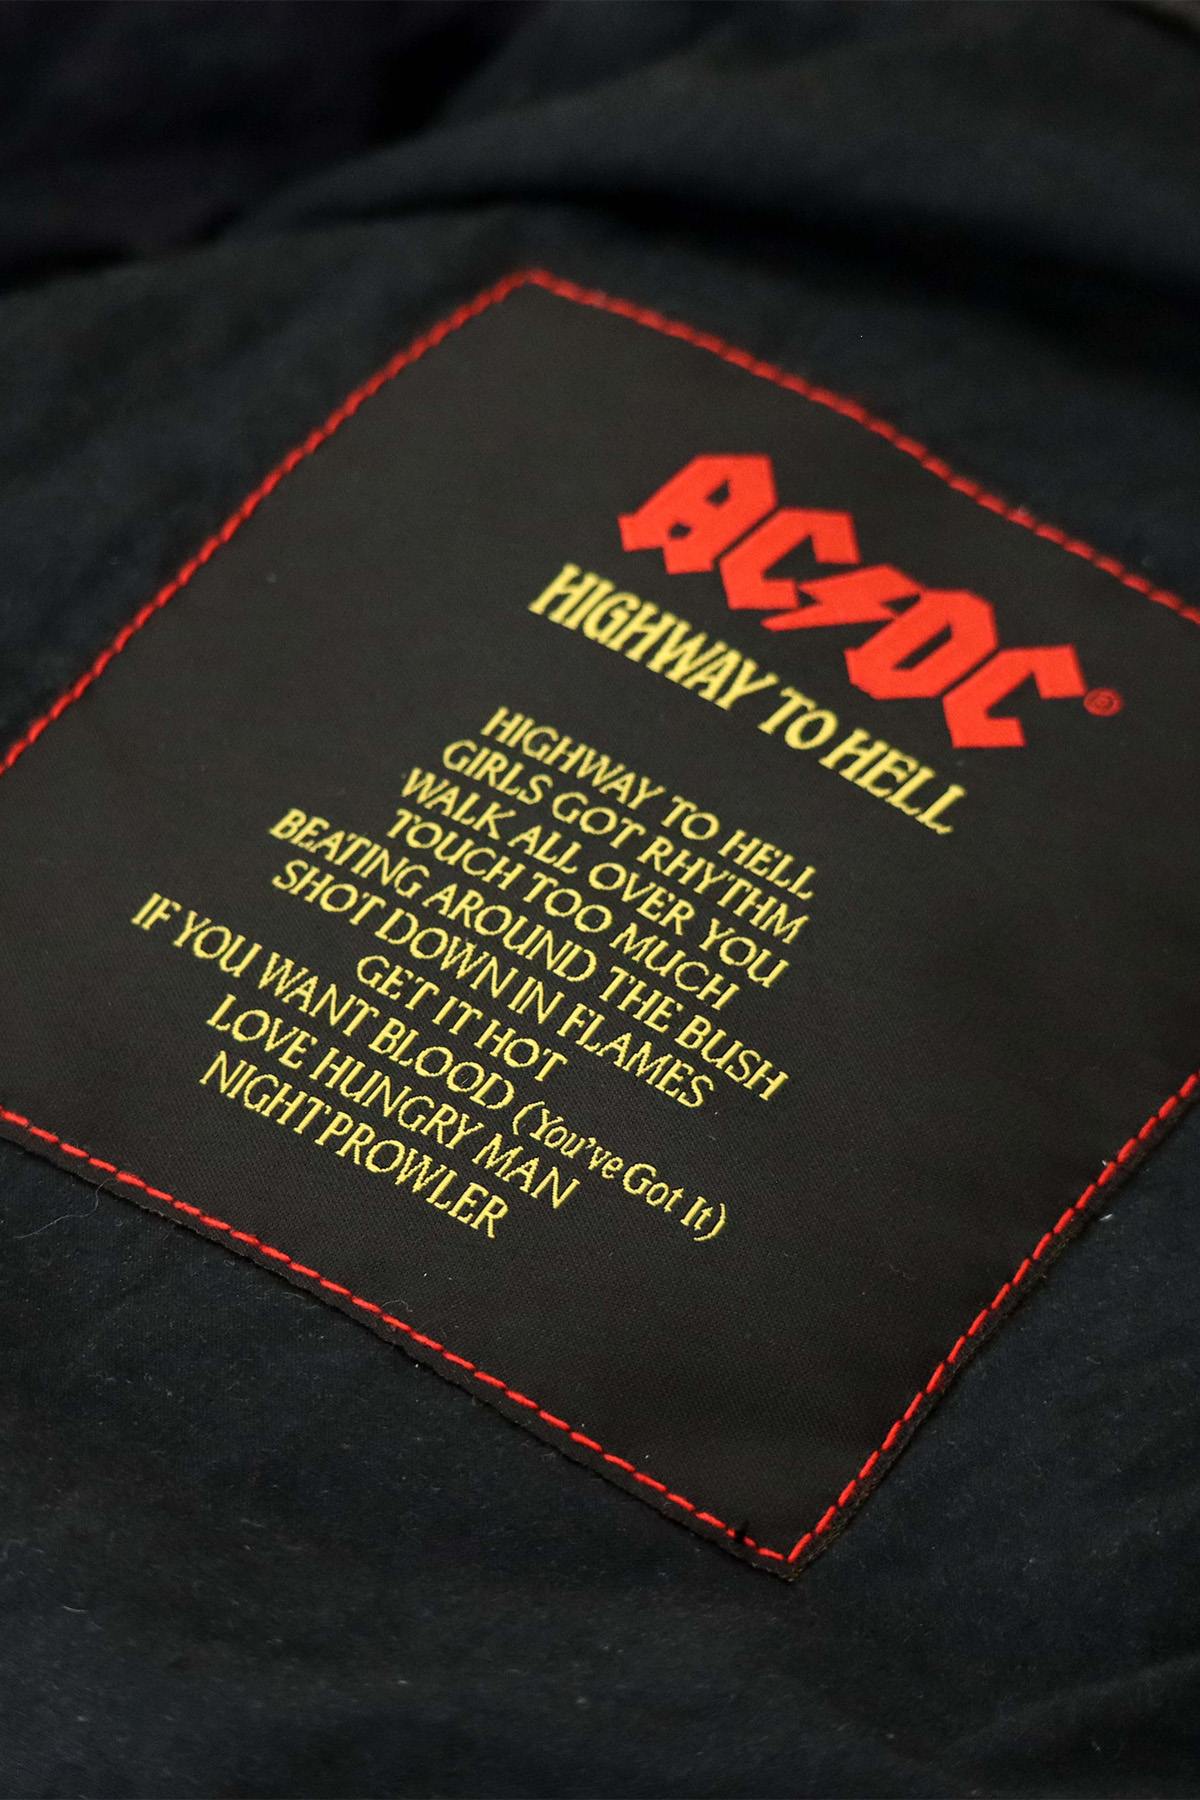 AC/DC®
HIGHWAY TO HELL
HIGHWAY TO HELL
GIRLS GOT RHYTHM
WALK ALL OVER YOU
TOUCH TOO MUCH
BEATING AROUND THE BUSH
SHOT DOWN IN FLAMES
GET IT HOT
IF YOU WANT BLOOD (You've Got It)
LOVE HUNGRY MAN
NIGHT PROWLER